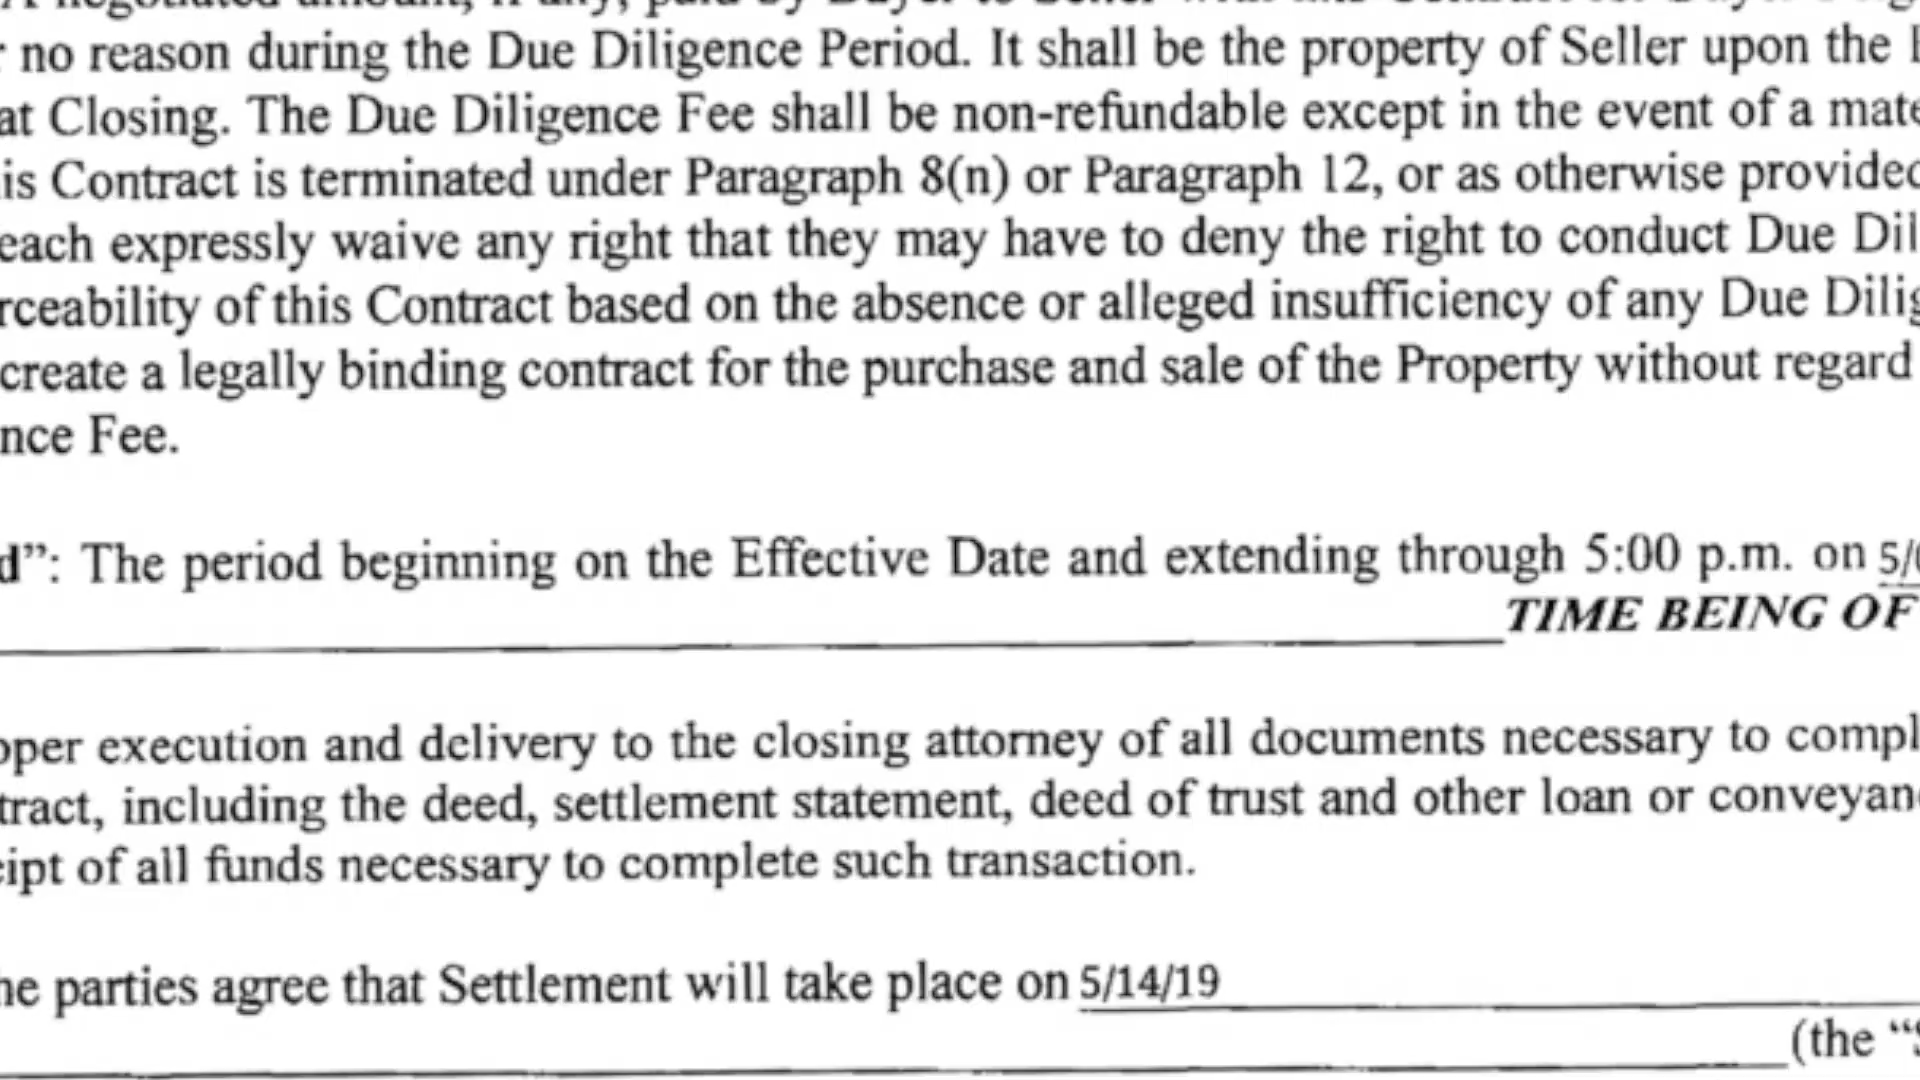 no reason during the Due Diligence Period. It shall be the property of Seller upon the
at Closing. The Due Diligence Fee shall be non-refundable except in the event of a mate
is Contract is terminated under Paragraph 8(n) or Paragraph 12, or as otherwise provided
each expressly waive any right that they may have to deny the right to conduct Due Dil
rceability of this Contract based on the absence or alleged insufficiency of any Due Dilig
create a legally binding contract for the purchase and sale of the Property without regard
nce Fee.
d”: The period beginning on the Effective Date and extending through 5:00 p.m. on 5/
TIME BEING OF
oper execution and delivery to the closing attorney of all documents necessary to compl
tract, including the deed, settlement statement, deed of trust and other loan or conveyan
eipt of all funds necessary to complete such transaction.
he parties agree that Settlement will take place on 5/14/19
(the “S